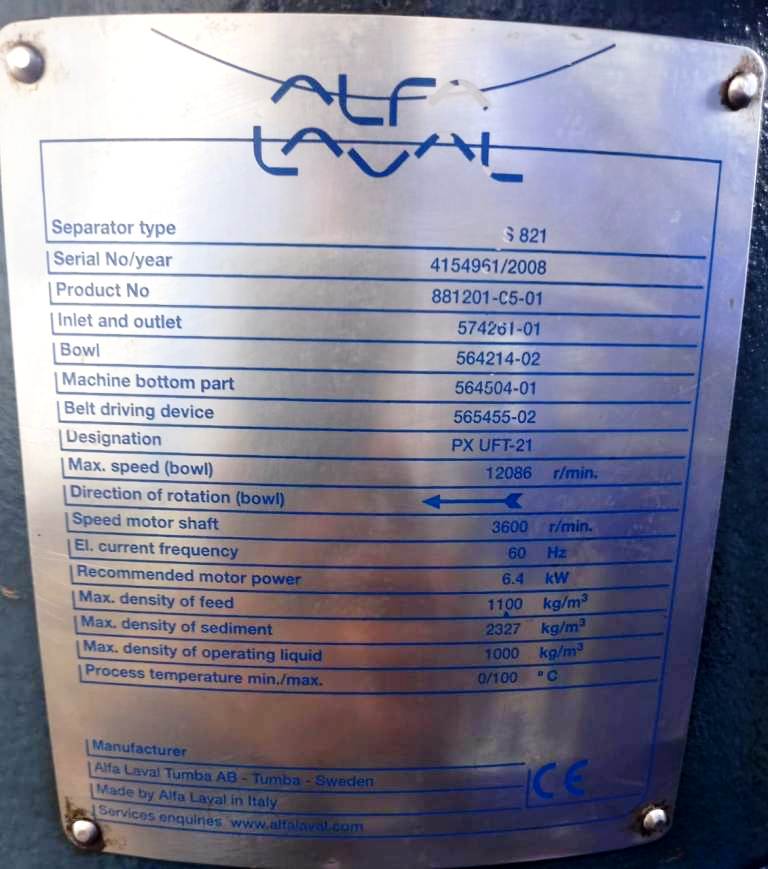 ALFA
LAVAL
Separator type S 821
Serial No/year 4154961/2008
Product No 881201-05-01
Inlet and outlet 574261-01
Bowl 564214-02
Machine bottom part 564504-01
Belt driving device 565455-02
Designation PX UFT-21
Max. speed (bowl) 12086 r/min.
Direction of rotation (bowl)
Speed motor shaft 3600 r/min.
El. current frequency 60 Hz
Recommended motor power 6.4 kW
Max. density of feed 1100 kg/m³
Max. density of sediment 2327 kg/m³
Max. density of operating liquid 1000 kg/m³
Process temperature min./max. 0/100 °C
Manufacturer
Alfa Laval Tumba AB - Tumba - Sweden
Made by Alfa Laval in Italy
CE
Services enquiries www.alfalaval.com